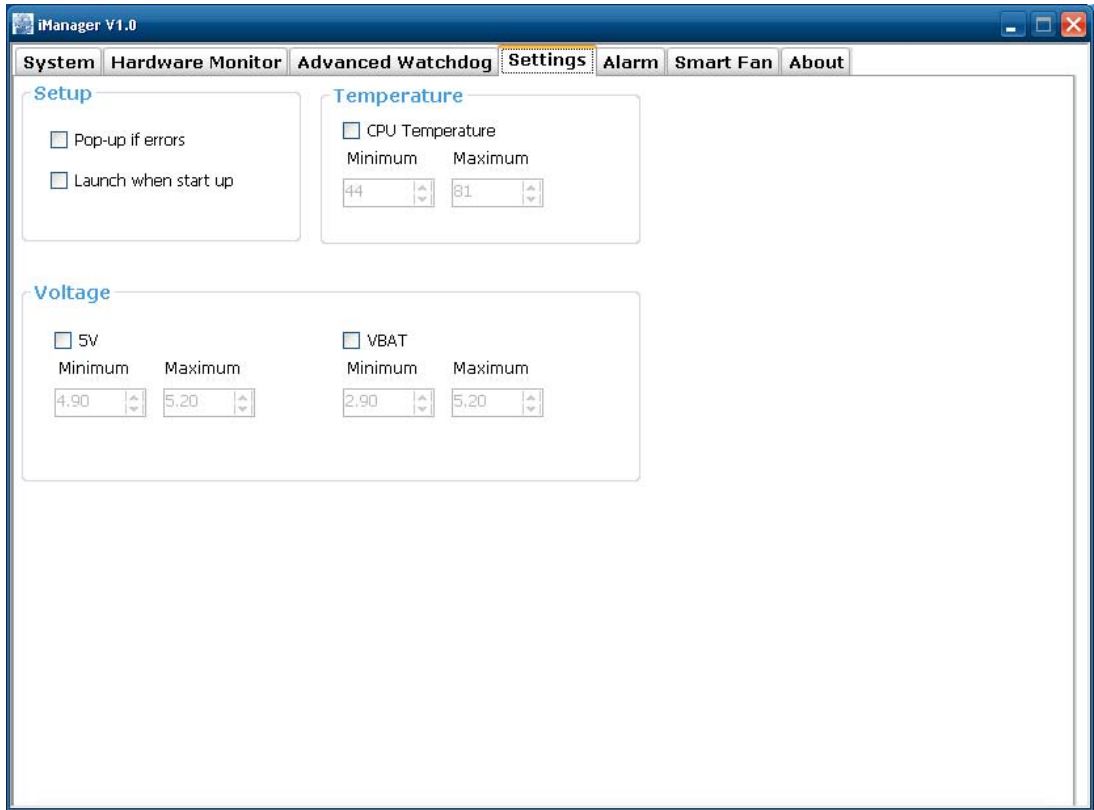 iManager V1.0
System Hardware Monitor Advanced Watchdog Settings Alarm Smart Fan About
Setup
Pop-up if errors
Launch when start up
Temperature
CPU Temperature
Minimum Maximum
44 81
Voltage
5V
Minimum Maximum
4.90 5.20
VBAT
Minimum Maximum
2.90 5.20